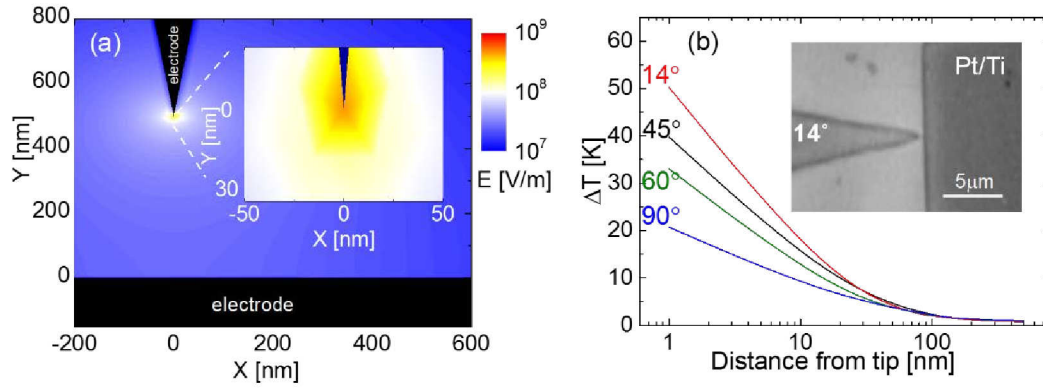 (a)
electrode
800
600
400
200
0
Y [nm]
-200
0
200
400
600
X [nm]
electrode
0
30
Y [nm]
-50
0
50
X [nm]
10⁹
10⁸
10⁷
E [V/m]
(b)
60
50
40
30
20
10
0
ΔT [K]
14°
45°
60°
90°
Pt/Ti
14°
5μm
1
10
100
Distance from tip [nm]